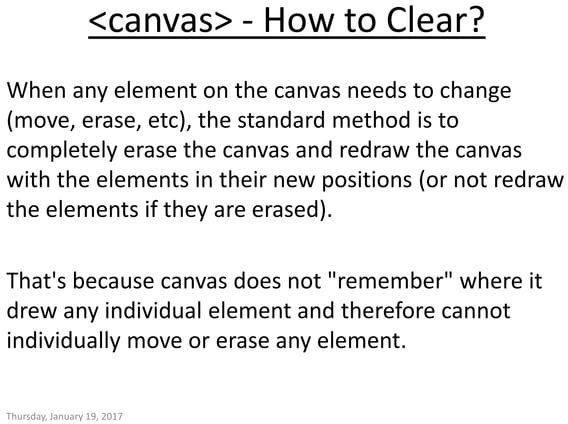 <canvas> - How to Clear?
When any element on the canvas needs to change
(move, erase, etc), the standard method is to
completely erase the canvas and redraw the canvas
with the elements in their new positions (or not redraw
the elements if they are erased).
That's because canvas does not "remember" where it
drew any individual element and therefore cannot
individually move or erase any element.
Thursday, January 19, 2017